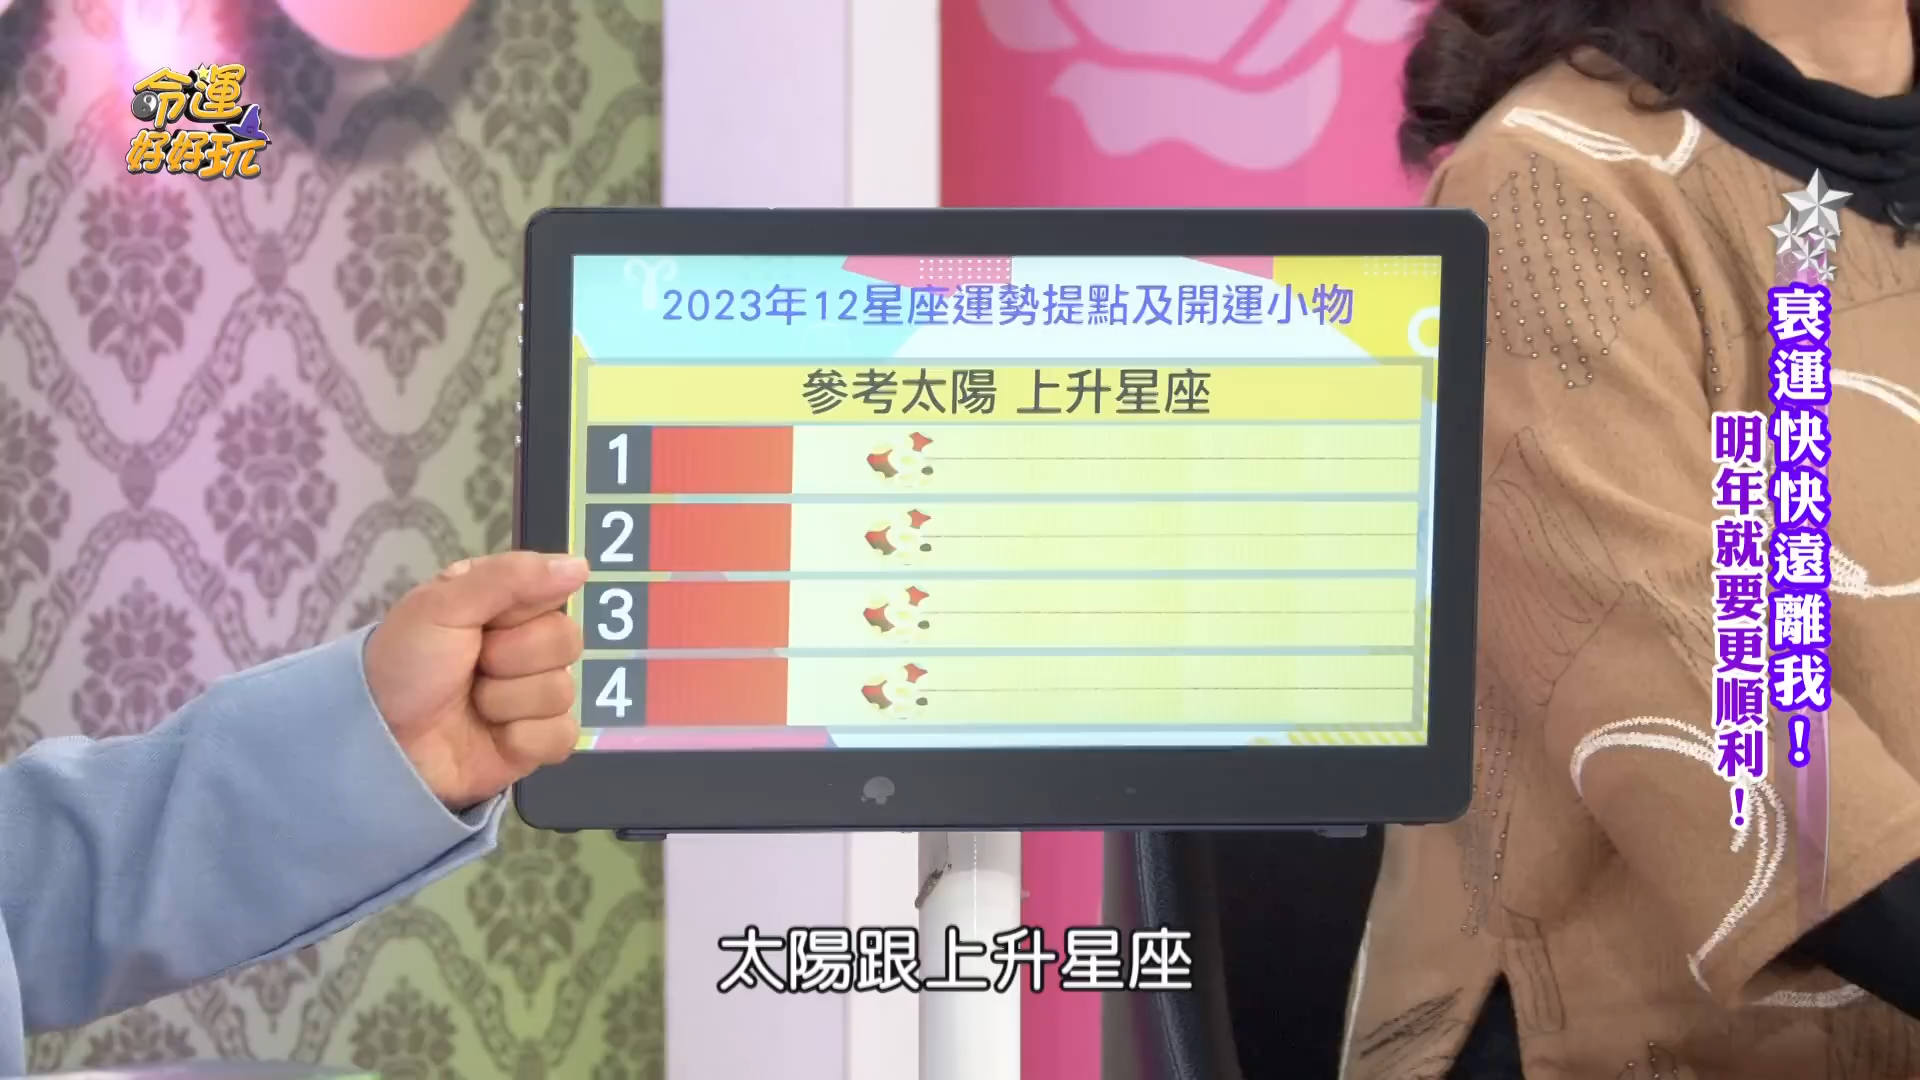 命運
好好玩
2023年12星座運勢提點及開運小物
參考太陽 上升星座
1
2
3
4
衰運快快遠離我！
明年就要更順利！
太陽跟上升星座